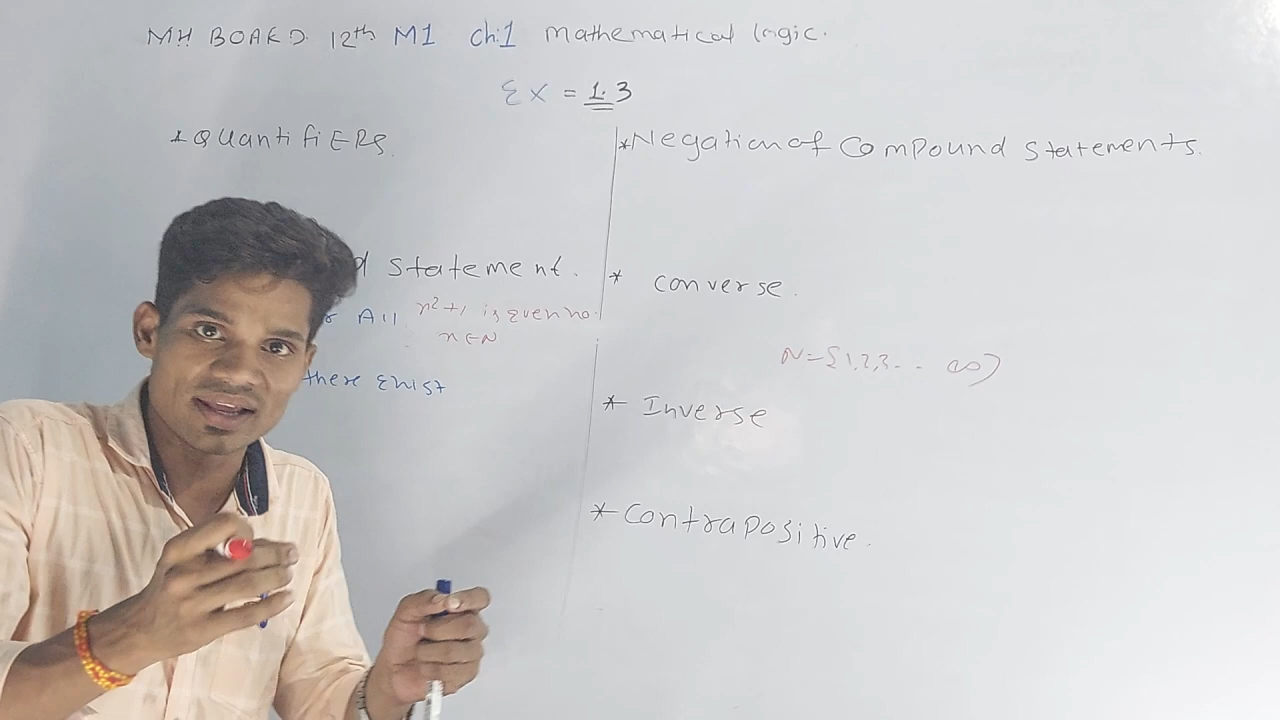 MH BOARD 12th M1 ch:1 mathematical logic.
Ex = 1.3
*QUantifiERS.
d statement.
r All x²+1 is Even no.
x∈N
there Exist
*Negation of Compound statements.
* converse.
N={1,2,3.. ∞}
* Inverse
*Contrapositive.